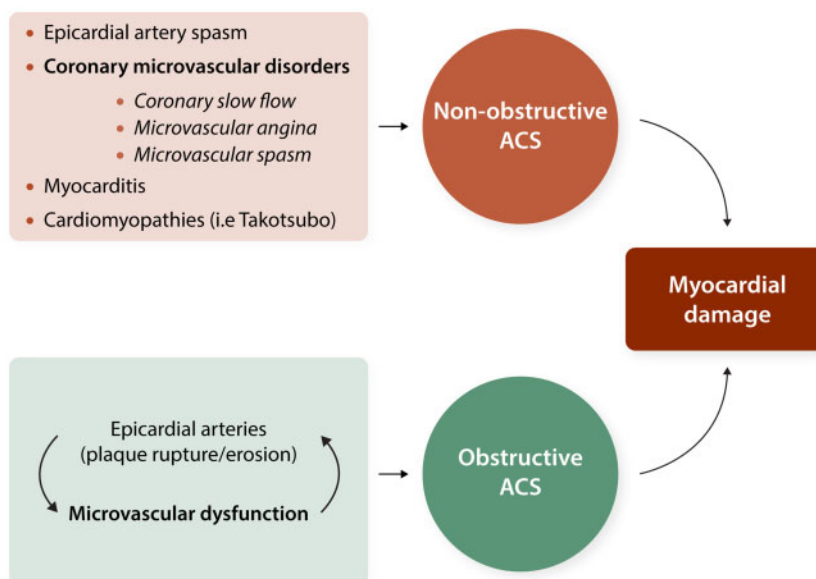 Epicardial artery spasm
Coronary microvascular disorders
Coronary slow flow
Microvascular angina
Microvascular spasm
Myocarditis
Cardiomyopathies (i.e Takotsubo)
Non-obstructive
ACS
Myocardial
damage
Epicardial arteries
(plaque rupture/erosion)
Microvascular dysfunction
Obstructive
ACS